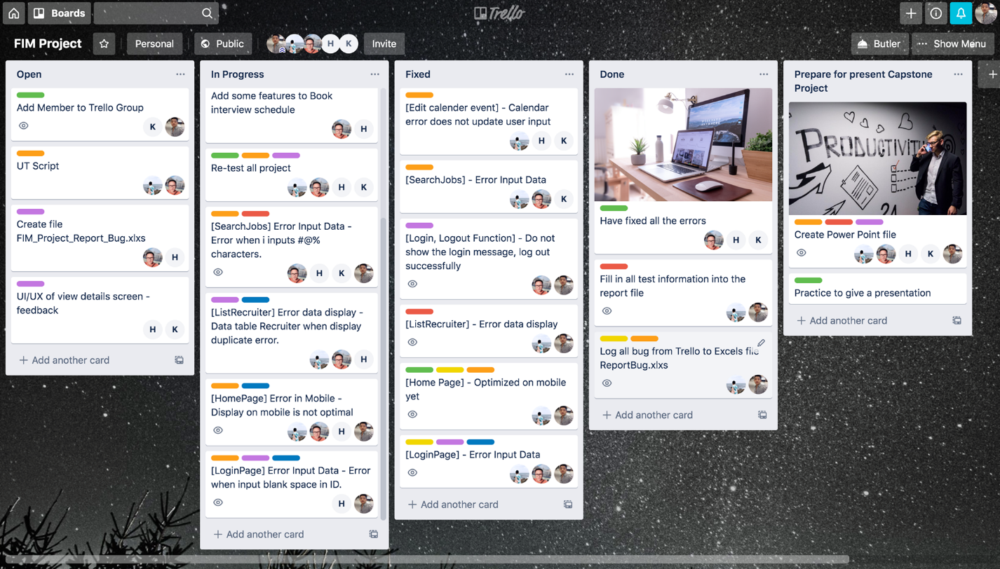 Boards
Trello
FIM Project
Personal
Public
H
K
Invite
Butler
··· Show Menu
Open
Add Member to Trello Group
K
UT Script
Create file
FIM_Project_Report_Bug.xlxs
H
UI/UX of view details screen -
feedback
H
K
+ Add another card
In Progress
Add some features to Book
interview schedule
H
Re-test all project
H
K
[SearchJobs] Error Input Data -
Error when i inputs #@%
characters.
H
K
[ListRecruiter] Error data display -
Data table Recruiter when display
duplicate error.
H
[HomePage] Error in Mobile -
Display on mobile is not optimal
H
[LoginPage] Error Input Data - Error
when input blank space in ID.
H
+ Add another card
Fixed
[Edit calender event] - Calendar
error does not update user input
H
K
[SearchJobs] - Error Input Data
K
[Login, Logout Function] - Do not
show the login message, log out
successfully
[ListRecruiter] - Error data display
[Home Page] - Optimized on mobile
yet
[LoginPage] - Error Input Data
+ Add another card
Done
Have fixed all the errors
H
K
Fill in all test information into the
report file
Log all bug from Trello to Excels file
ReportBug.xlxs
+ Add another card
Prepare for present Capstone
Project
PRODUCTIVITY
24
Create Power Point file
H
K
Practice to give a presentation
+ Add another card